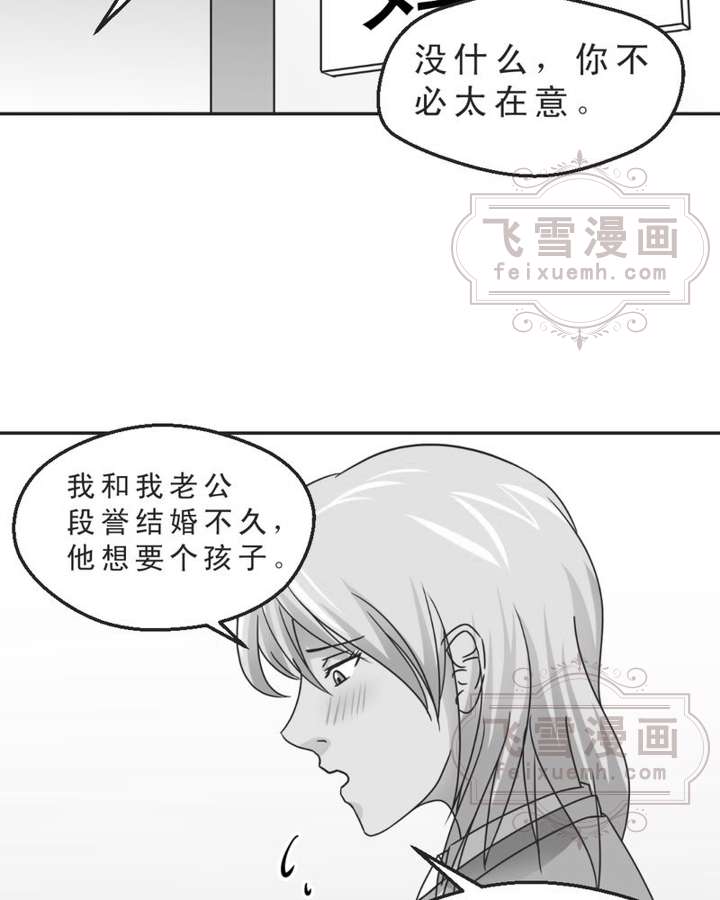 没什么，你不
必太在意。
飞雪漫画
feixuemh.com
我和我老公
段誉结婚不久，
他想要个孩子。
飞雪漫画
feixuemh.com